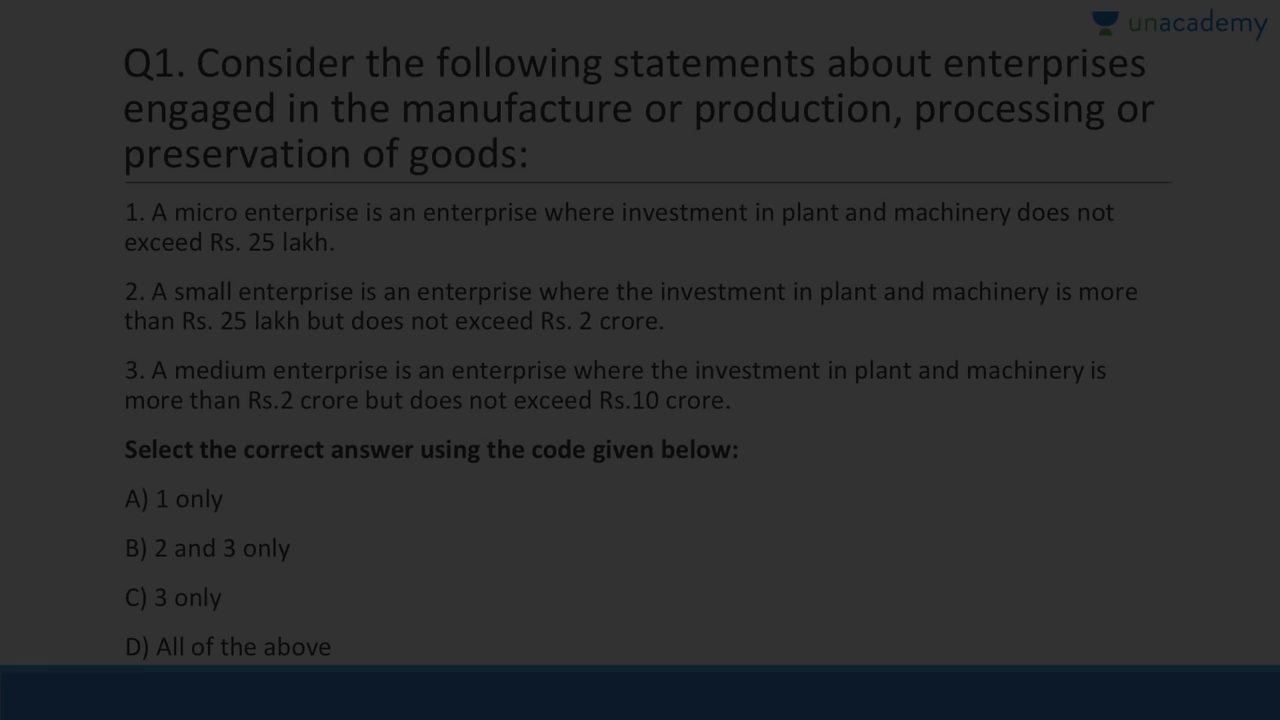 unacademy
Q1. Consider the following statements about enterprises
engaged in the manufacture or production, processing or
preservation of goods:
1. A micro enterprise is an enterprise where investment in plant and machinery does not
exceed Rs. 25 lakh.
2. A small enterprise is an enterprise where the investment in plant and machinery is more
than Rs. 25 lakh but does not exceed Rs. 2 crore.
3. A medium enterprise is an enterprise where the investment in plant and machinery is
more than Rs.2 crore but does not exceed Rs.10 crore.
Select the correct answer using the code given below:
A) 1 only
B) 2 and 3 only
C) 3 only
D) All of the above